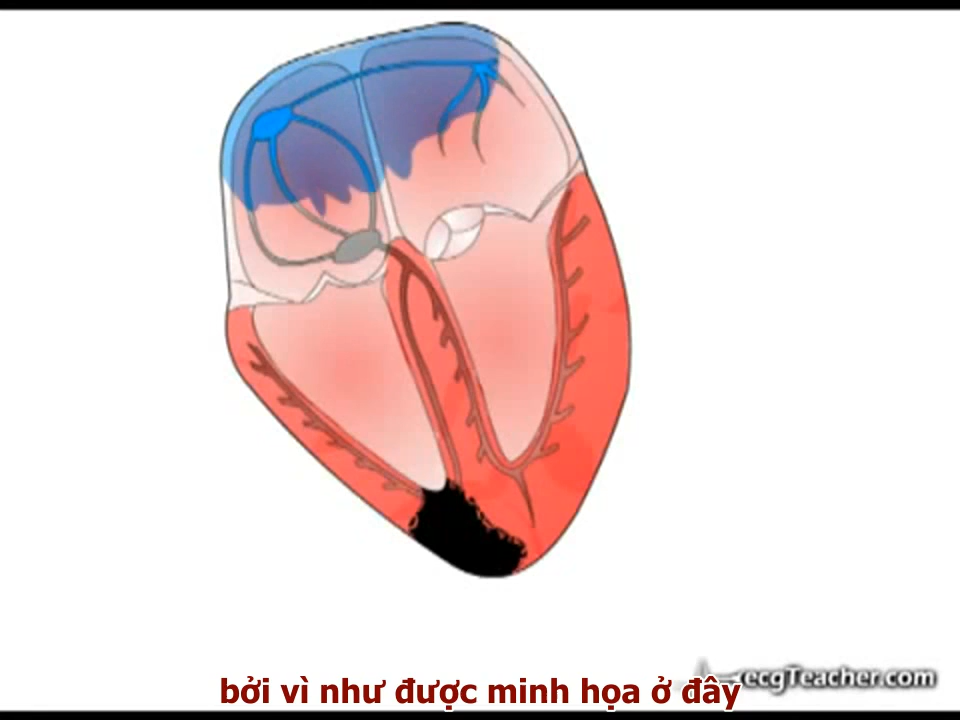 ecgTeacher.com
bởi vì như được minh họa ở đây